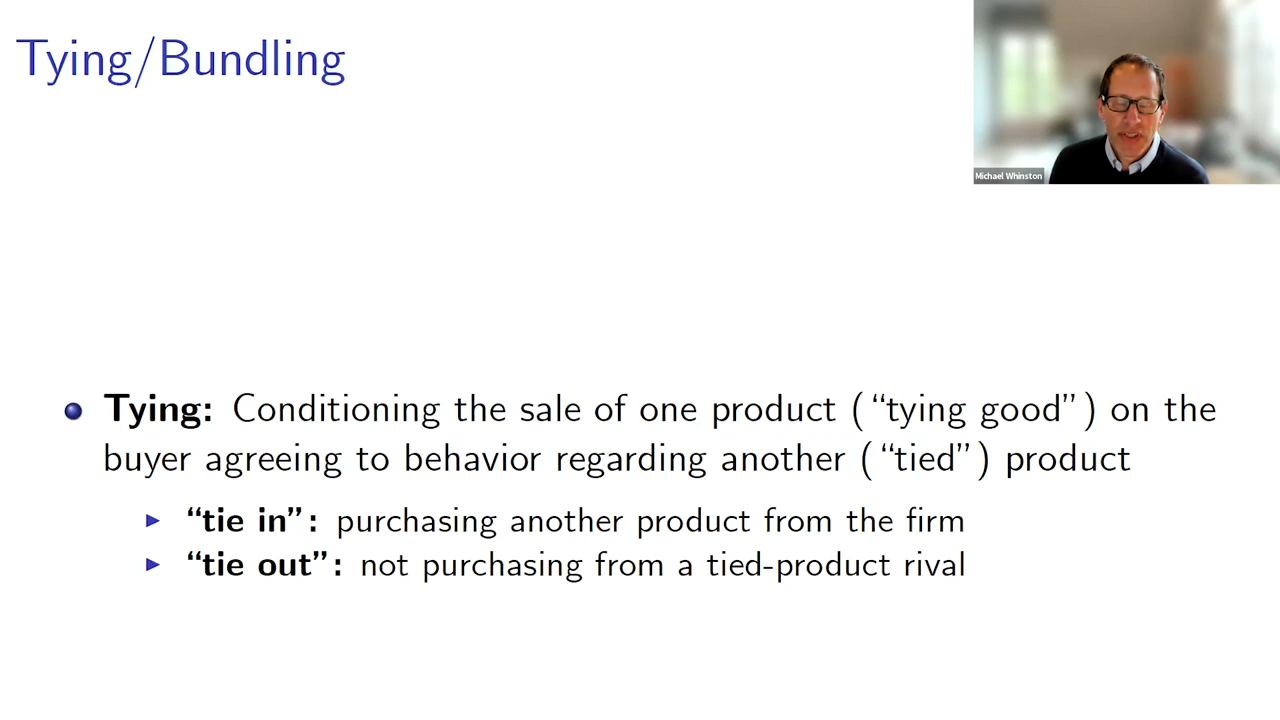 Tying/Bundling
Michael Whinston
Tying: Conditioning the sale of one product (“tying good”) on the
buyer agreeing to behavior regarding another (“tied”) product
“tie in”: purchasing another product from the firm
“tie out”: not purchasing from a tied-product rival